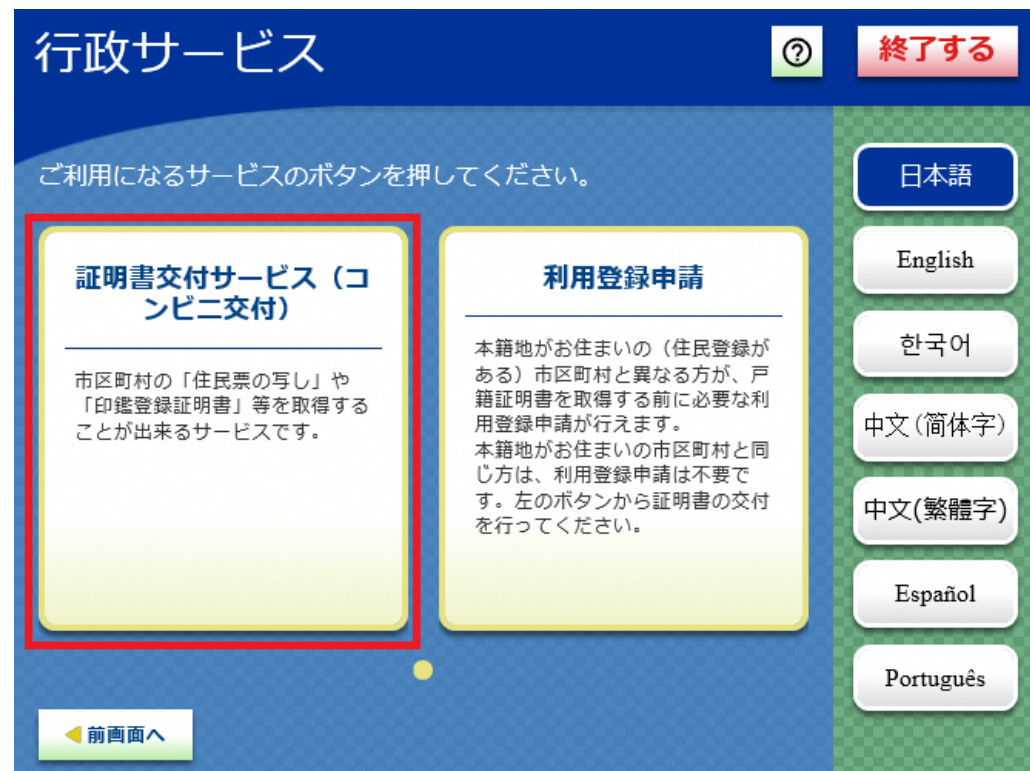 行政サービス
?
終了する
ご利用になるサービスのボタンを押してください。
証明書交付サービス（コ
ンビニ交付）
市区町村の「住民票の写し」や
「印鑑登録証明書」等を取得する
ことが出来るサービスです。
利用登録申請
本籍地がお住まいの（住民登録が
ある）市区町村と異なる方が、戸
籍証明書を取得する前に必要な利
用登録申請が行えます。
本籍地がお住まいの市区町村と同
じ方は、利用登録申請は不要で
す。左のボタンから証明書の交付
を行ってください。
日本語
English
한국어
中文(简体字)
中文(繁體字)
Español
Português
前画面へ